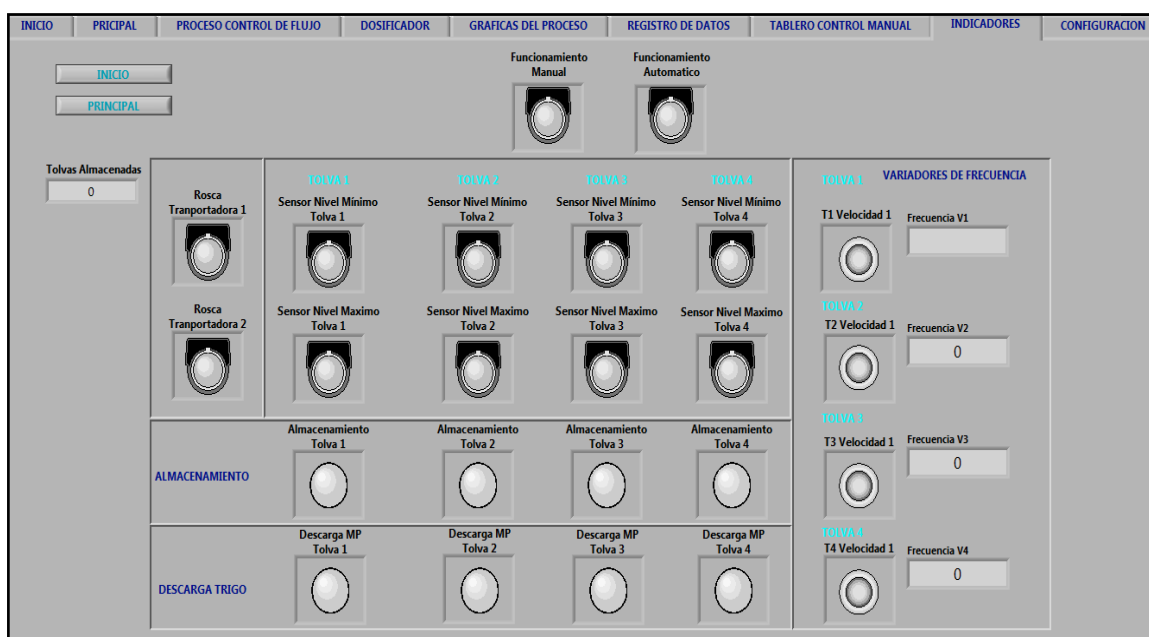 INICIO PRICIPAL PROCESO CONTROL DE FLUJO DOSIFICADOR GRAFICAS DEL PROCESO REGISTRO DE DATOS TABLERO CONTROL MANUAL INDICADORES CONFIGURACION
Funcionamiento Manual
Funcionamiento Automatico
INICIO
PRINCIPAL
Tolvas Almacenadas
0
Rosca
Tranportadora 1
Rosca
Tranportadora 2
TOLVA 1 TOLVA 2 TOLVA 3 TOLVA 4
Sensor Nivel Mínimo Sensor Nivel Mínimo Sensor Nivel Mínimo Sensor Nivel Mínimo
Tolva 1 Tolva 2 Tolva 3 Tolva 4
Sensor Nivel Maximo Sensor Nivel Maximo Sensor Nivel Maximo Sensor Nivel Maximo
Tolva 1 Tolva 2 Tolva 3 Tolva 4
ALMACENAMIENTO
Almacenamiento Almacenamiento Almacenamiento Almacenamiento
Tolva 1 Tolva 2 Tolva 3 Tolva 4
DESCARGA TRIGO
Descarga MP Descarga MP Descarga MP Descarga MP
Tolva 1 Tolva 2 Tolva 3 Tolva 4
TOLVA 1 VARIADORES DE FRECUENCIA
T1 Velocidad 1 Frecuencia V1
TOLVA 2
T2 Velocidad 1 Frecuencia V2
0
TOLVA 3
T3 Velocidad 1 Frecuencia V3
0
TOLVA 4
T4 Velocidad 1 Frecuencia V4
0